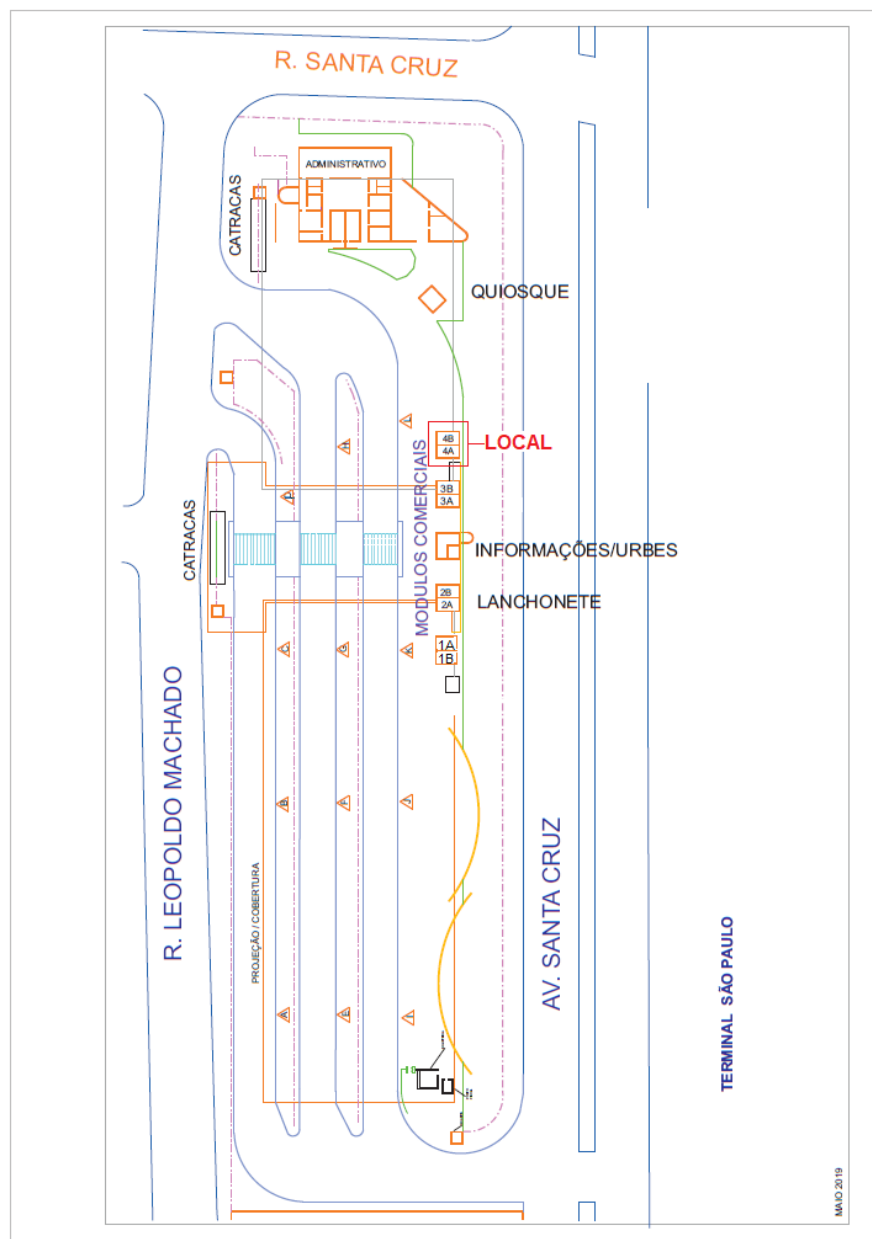 R. SANTA CRUZ
ADMINISTRATIVO
CATRACAS
QUIOSQUE
L
4B
4A
LOCAL
H
MODULOS COMERCIAIS
3B
3A
D
CATRACAS
INFORMAÇÕES/URBES
2B
2A
LANCHONETE
1A
1B
C
G
K
R. LEOPOLDO MACHADO
B
F
J
PROJEÇÃO / COBERTURA
AV. SANTA CRUZ
A
E
I
TERMINAL SÃO PAULO
MAIO 2019